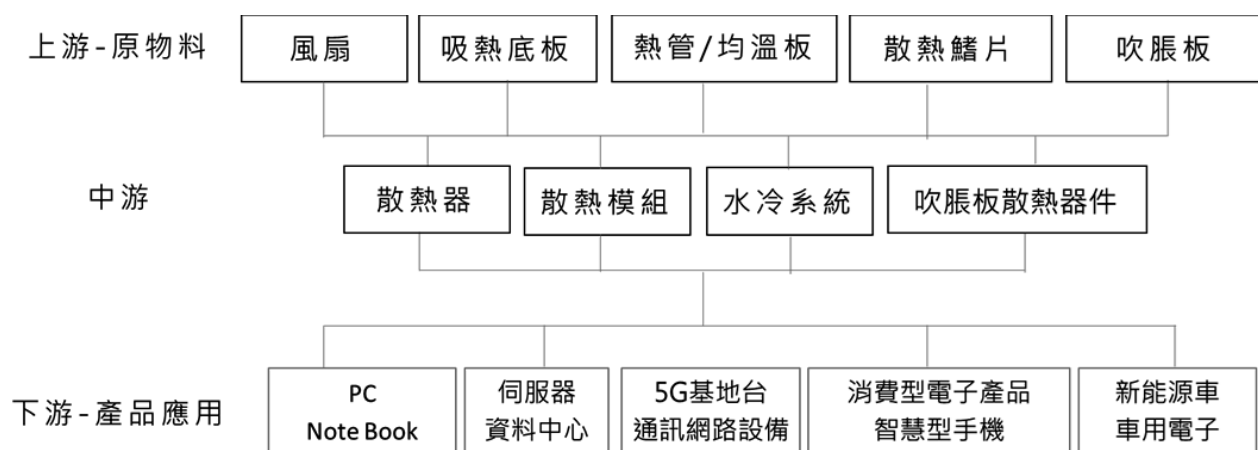 上游-原物料
風扇
吸熱底板
熱管/均溫板
散熱鰭片
吹脹板
中游
散熱器
散熱模組
水冷系統
吹脹板散熱器件
下游-產品應用
PC
Note Book
伺服器
資料中心
5G基地台
通訊網路設備
消費型電子產品
智慧型手機
新能源車
車用電子